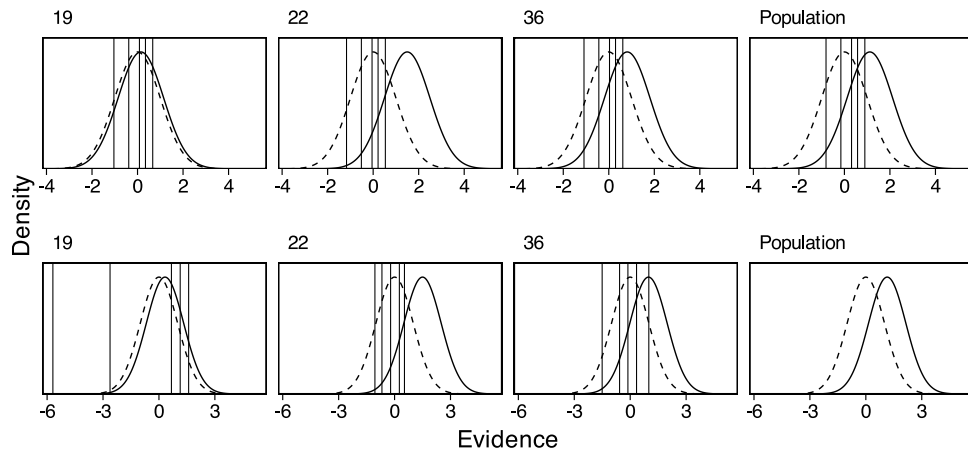 19 22 36 Population
-4 -2 0 2 4 -4 -2 0 2 4 -4 -2 0 2 4 -4 -2 0 2 4
Density
19 22 36 Population
-6 -3 0 3 -6 -3 0 3 -6 -3 0 3 -6 -3 0 3
Evidence